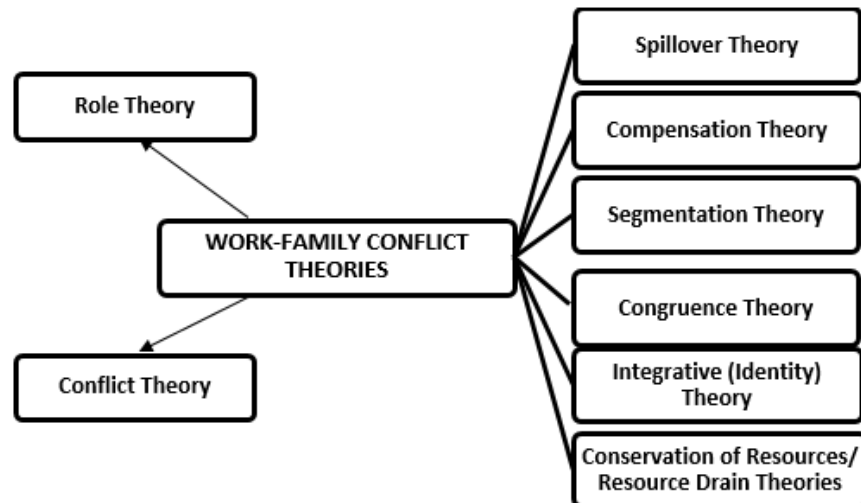 Role Theory
Conflict Theory
WORK-FAMILY CONFLICT
THEORIES
Spillover Theory
Compensation Theory
Segmentation Theory
Congruence Theory
Integrative (Identity)
Theory
Conservation of Resources/
Resource Drain Theories